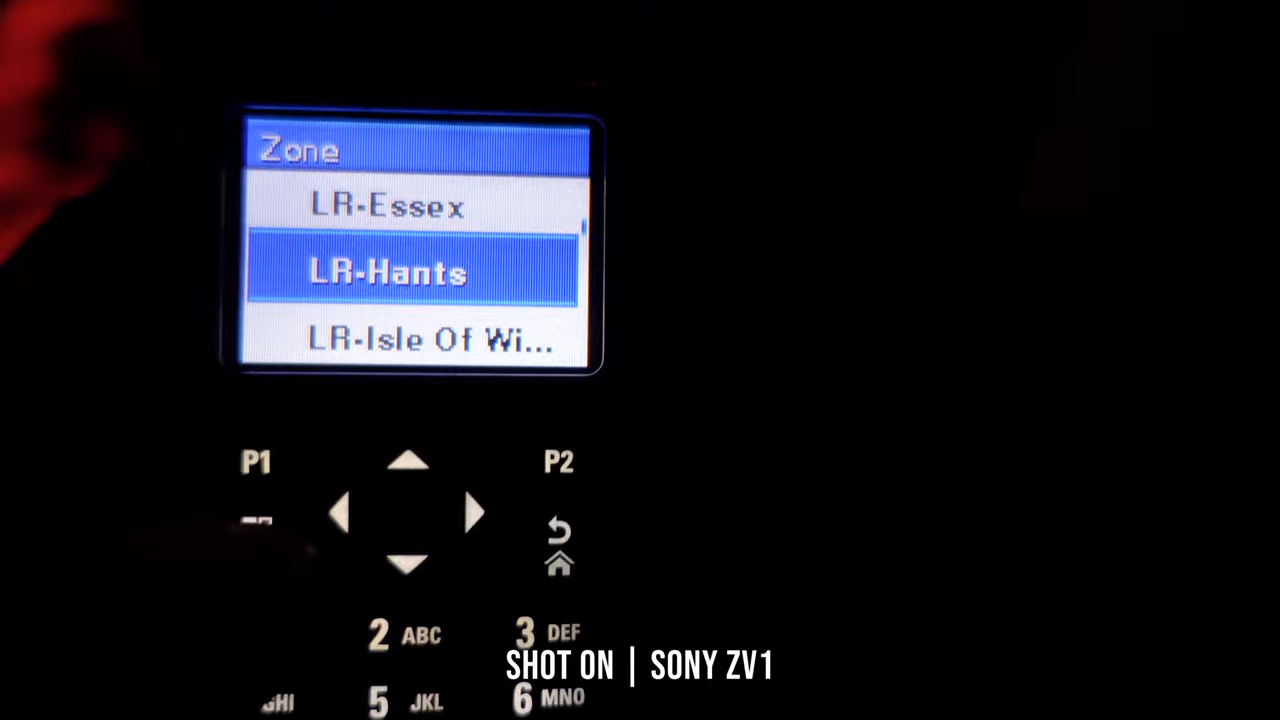 Zone
LR-Essex
LR-Hants
LR-Isle Of Wi...
P1
P2
2 ABC
3 DEF
GHI
5 JKL
6 MNO
SHOT ON | SONY ZV1